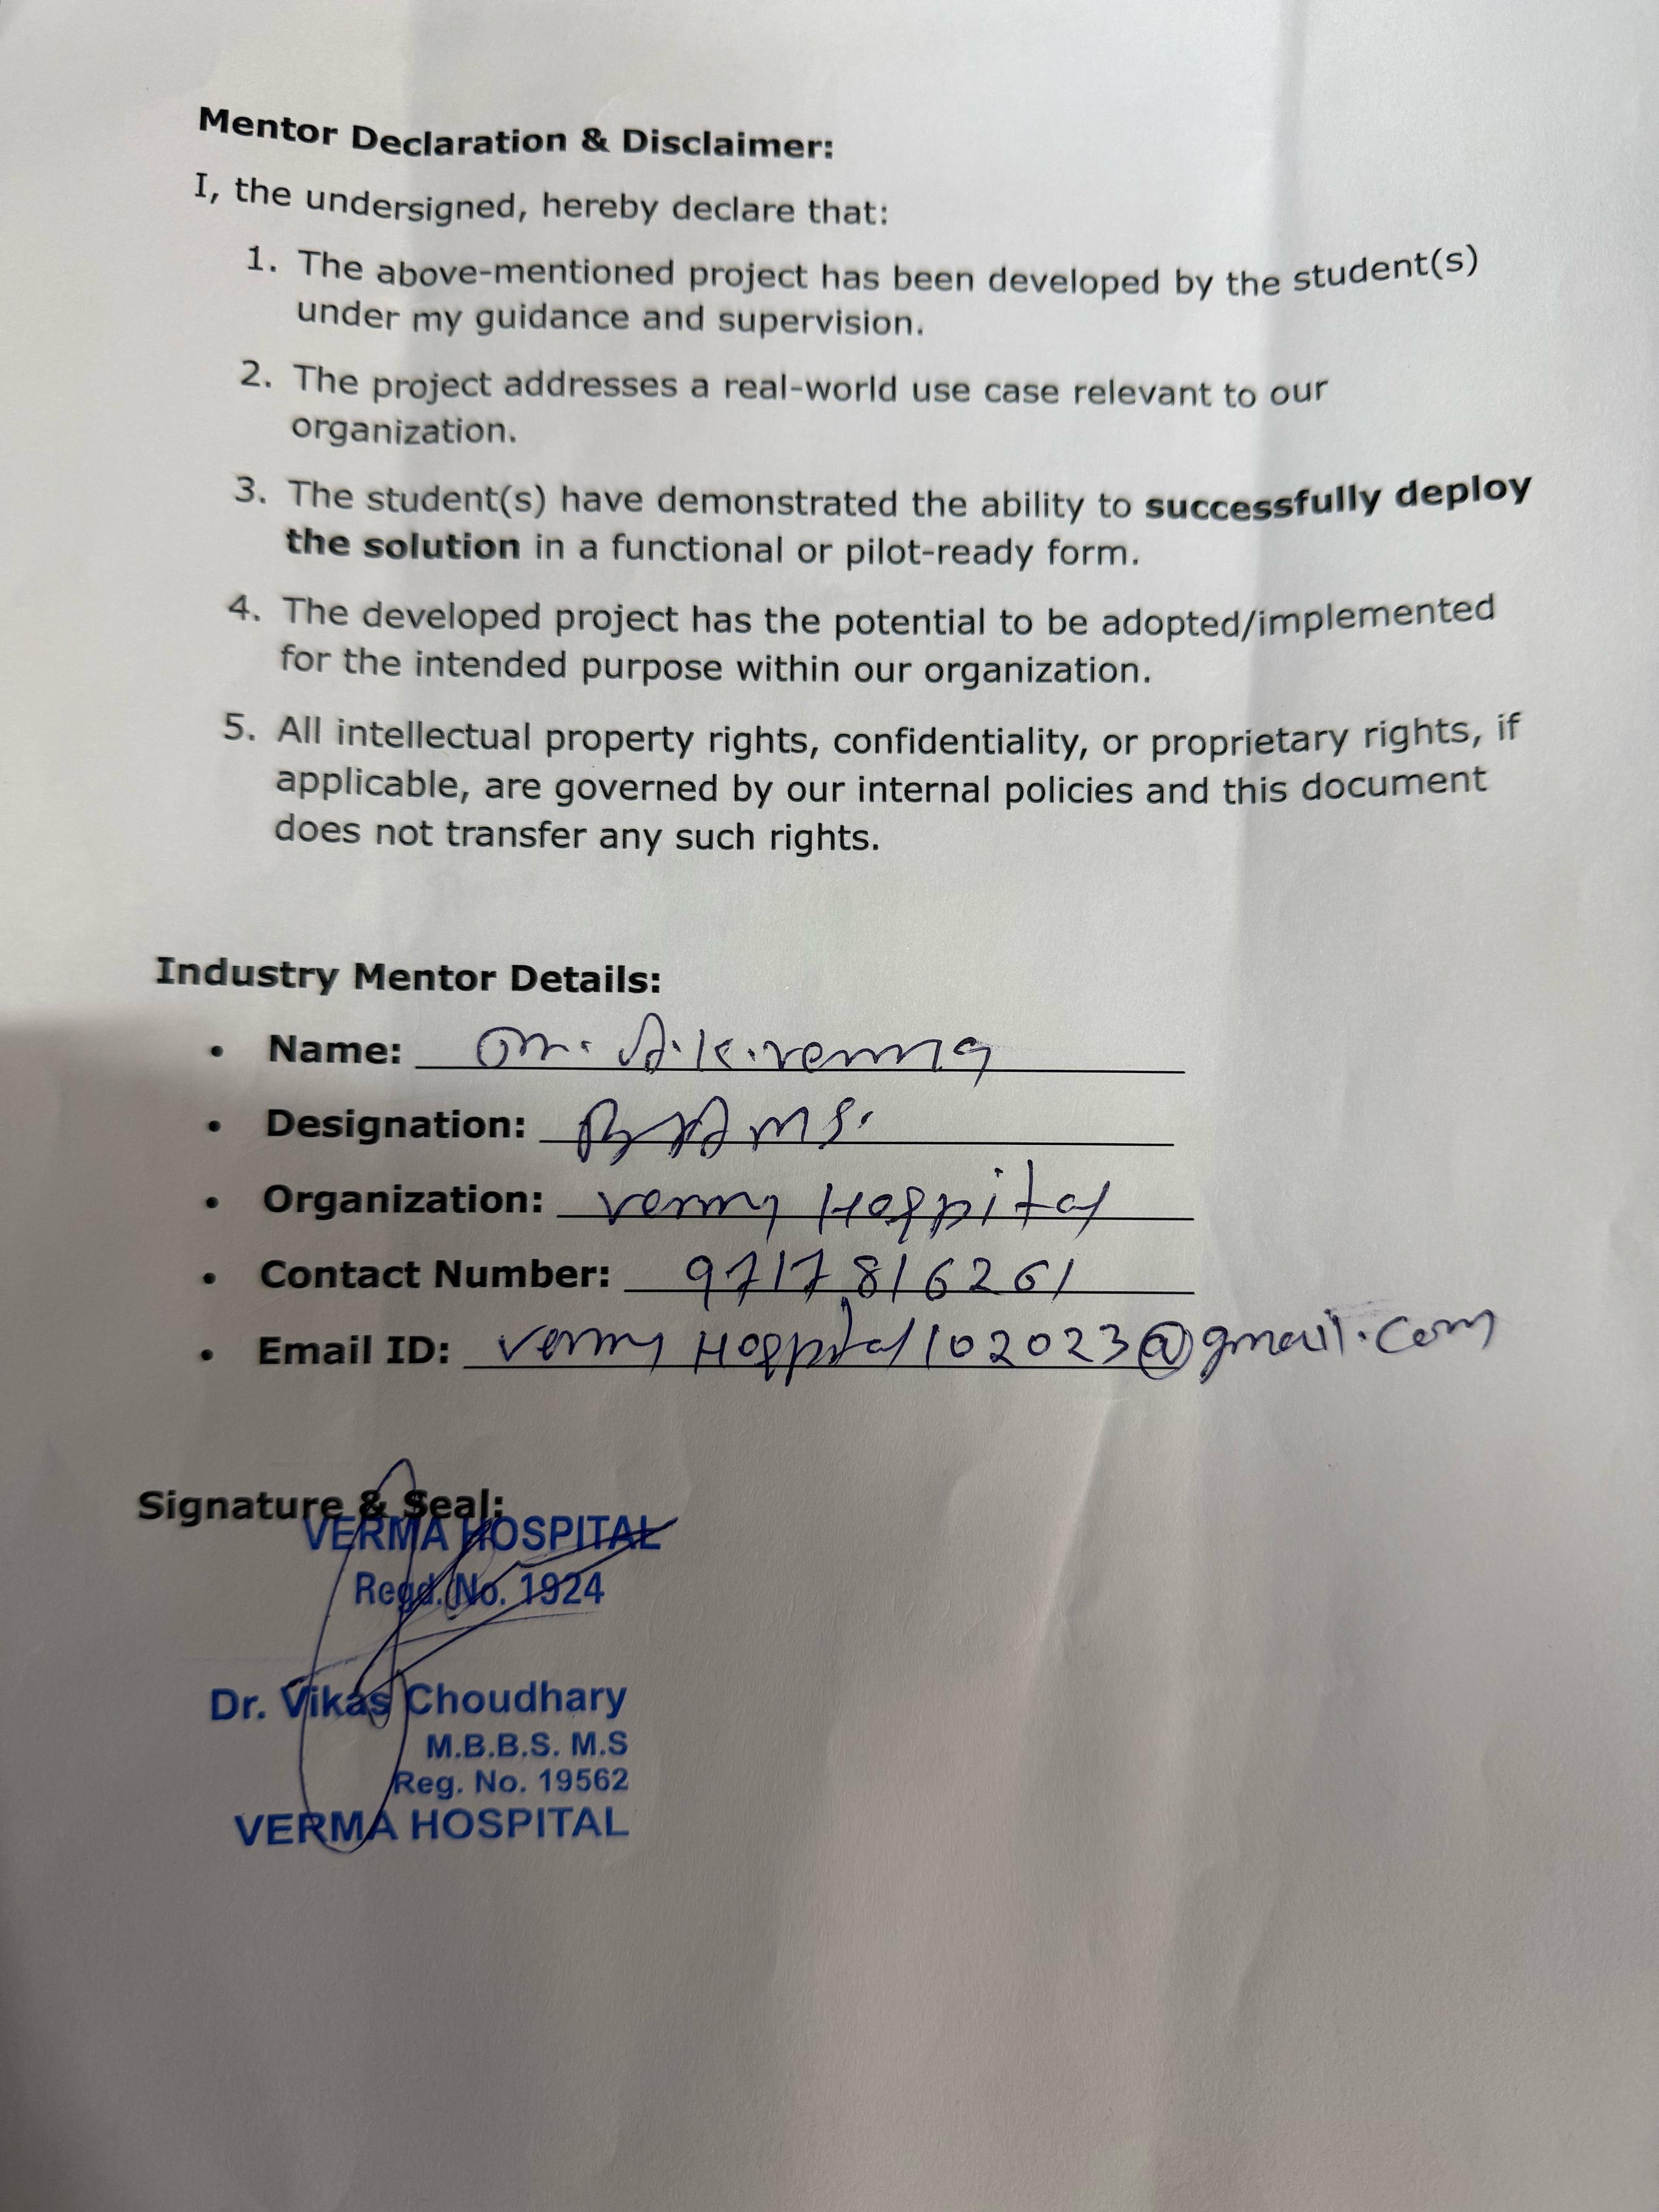 Mentor Declaration & Disclaimer:
I, the undersigned, hereby declare that:
1. The above-mentioned project has been developed by the student(s)
under my guidance and supervision.
2. The project addresses a real-world use case relevant to our
organization.
3. The student(s) have demonstrated the ability to successfully deploy
the solution in a functional or pilot-ready form.
4. The developed project has the potential to be adopted/implemented
for the intended purpose within our organization.
5. All intellectual property rights, confidentiality, or proprietary rights, if
applicable, are governed by our internal policies and this document
does not transfer any such rights.
Industry Mentor Details:
• Name: Dr. A.K. Verma
• Designation: BAMS.
• Organization: Verma Hospital
• Contact Number: 9717816261
• Email ID: Verma Hospital102023@gmail.com
Signature & Seal:
VERMA HOSPITAL
Regd. No. 1924
Dr. Vikas Choudhary
M.B.B.S. M.S
Reg. No. 19562
VERMA HOSPITAL